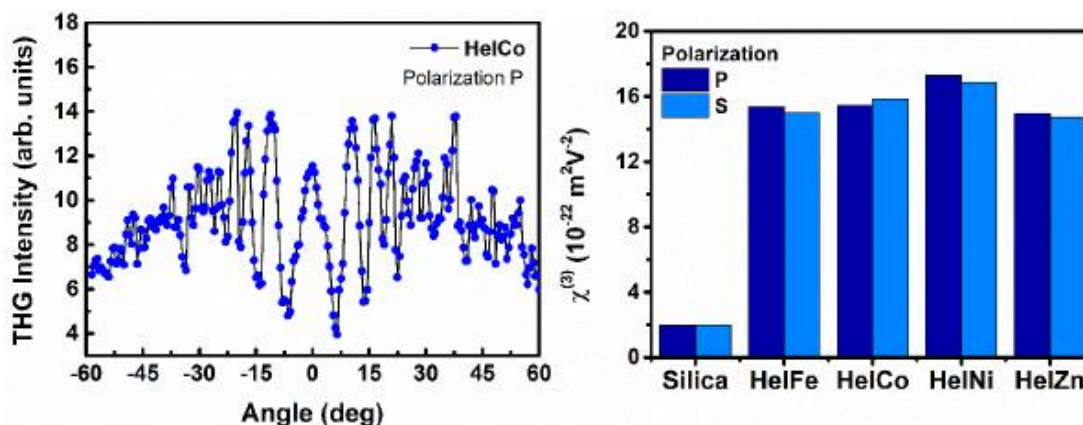 18
16
14
12
10
8
6
4
THG Intensity (arb. units)
HelCo
Polarization P
-60 -45 -30 -15 0 15 30 45 60
Angle (deg)
20
16
12
8
4
0
χ(3) (10-22 m2V-2)
Polarization
P
S
Silica HelFe HelCo HelNi HelZn